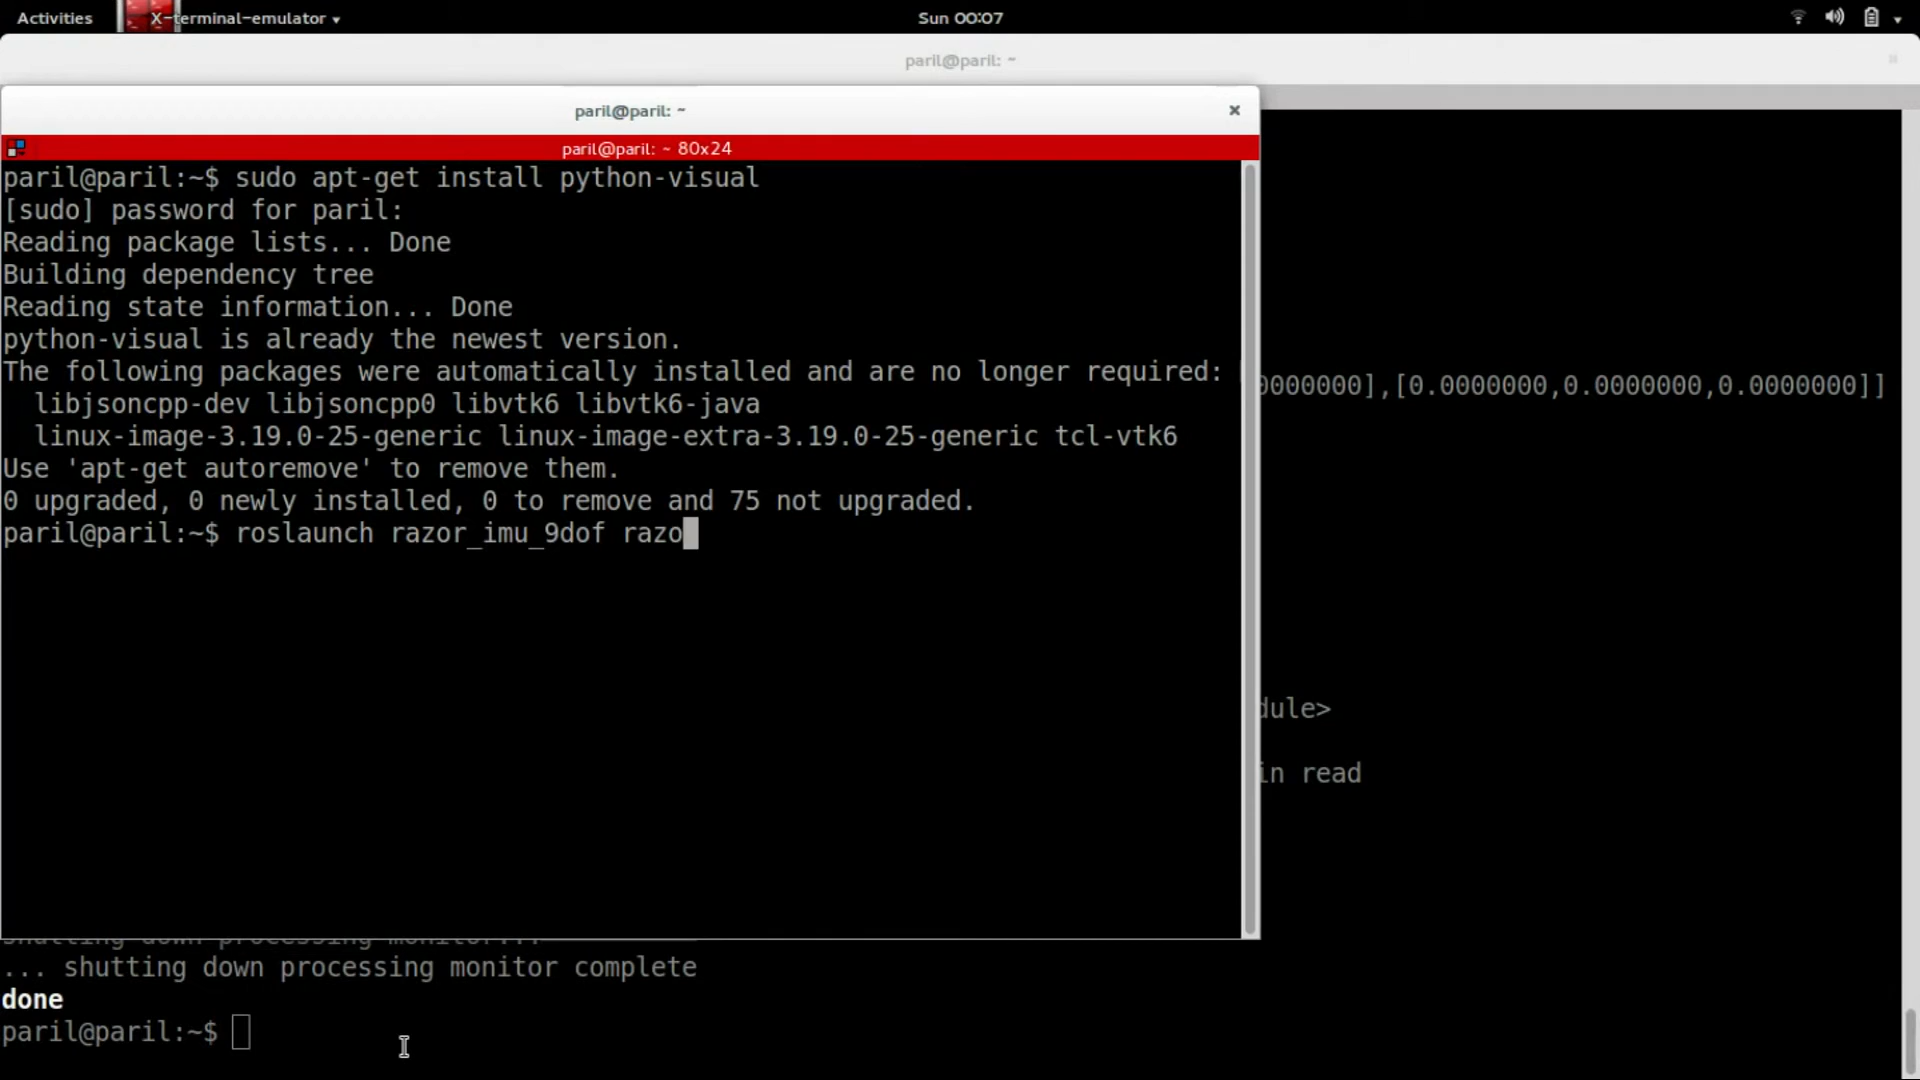 Activities X-terminal-emulator Sun 00:07
paril@paril: ~
paril@paril: ~
paril@paril: ~ 80x24
paril@paril:~$ sudo apt-get install python-visual
[sudo] password for paril:
Reading package lists... Done
Building dependency tree
Reading state information... Done
python-visual is already the newest version.
The following packages were automatically installed and are no longer required:
libjsoncpp-dev libjsoncpp0 libvtk6 libvtk6-java
linux-image-3.19.0-25-generic linux-image-extra-3.19.0-25-generic tcl-vtk6
Use 'apt-get autoremove' to remove them.
0 upgraded, 0 newly installed, 0 to remove and 75 not upgraded.
paril@paril:~$ roslaunch razor_imu_9dof razo
0000000],[0.0000000,0.0000000,0.0000000]]
dule>
in read
shutting down processing monitor...
... shutting down processing monitor complete
done
paril@paril:~$